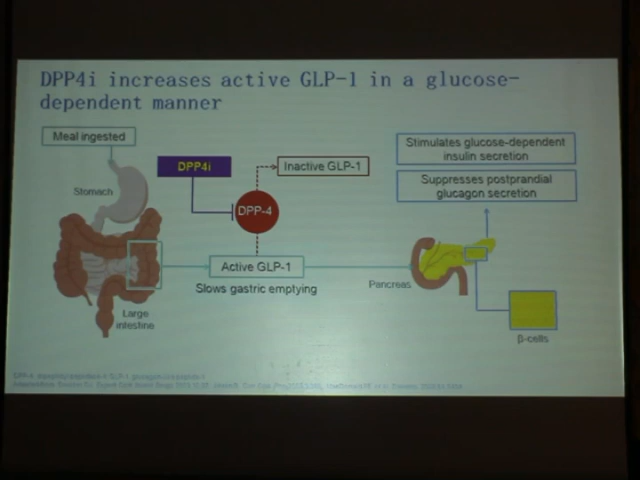 DPP4i increases active GLP-1 in a glucose-
dependent manner
Meal ingested
Stomach
DPP4i
Inactive GLP-1
DPP-4
Active GLP-1
Slows gastric emptying
Large
intestine
Stimulates glucose-dependent
insulin secretion
Suppresses postprandial
glucagon secretion
Pancreas
β-cells